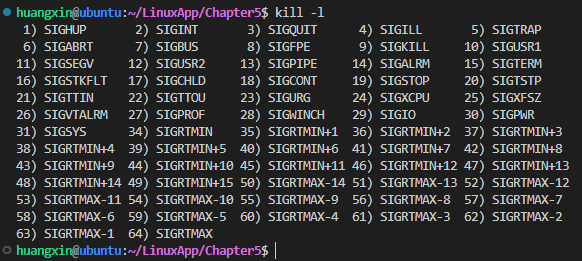 huangxin@ubuntu:~/LinuxApp/Chapter5$ kill -l
 1) SIGHUP       2) SIGINT       3) SIGQUIT      4) SIGILL       5) SIGTRAP
 6) SIGABRT      7) SIGBUS       8) SIGFPE       9) SIGKILL     10) SIGUSR1
11) SIGSEGV     12) SIGUSR2     13) SIGPIPE     14) SIGALRM     15) SIGTERM
16) SIGSTKFLT   17) SIGCHLD     18) SIGCONT     19) SIGSTOP     20) SIGTSTP
21) SIGTTIN     22) SIGTTOU     23) SIGURG      24) SIGXCPU     25) SIGXFSZ
26) SIGVTALRM   27) SIGPROF     28) SIGWINCH    29) SIGIO       30) SIGPWR
31) SIGSYS      34) SIGRTMIN    35) SIGRTMIN+1  36) SIGRTMIN+2  37) SIGRTMIN+3
38) SIGRTMIN+4  39) SIGRTMIN+5  40) SIGRTMIN+6  41) SIGRTMIN+7  42) SIGRTMIN+8
43) SIGRTMIN+9  44) SIGRTMIN+10 45) SIGRTMIN+11 46) SIGRTMIN+12 47) SIGRTMIN+13
48) SIGRTMIN+14 49) SIGRTMIN+15 50) SIGRTMAX-14 51) SIGRTMAX-13 52) SIGRTMAX-12
53) SIGRTMAX-11 54) SIGRTMAX-10 55) SIGRTMAX-9  56) SIGRTMAX-8  57) SIGRTMAX-7
58) SIGRTMAX-6  59) SIGRTMAX-5  60) SIGRTMAX-4  61) SIGRTMAX-3  62) SIGRTMAX-2
63) SIGRTMAX-1  64) SIGRTMAX
huangxin@ubuntu:~/LinuxApp/Chapter5$